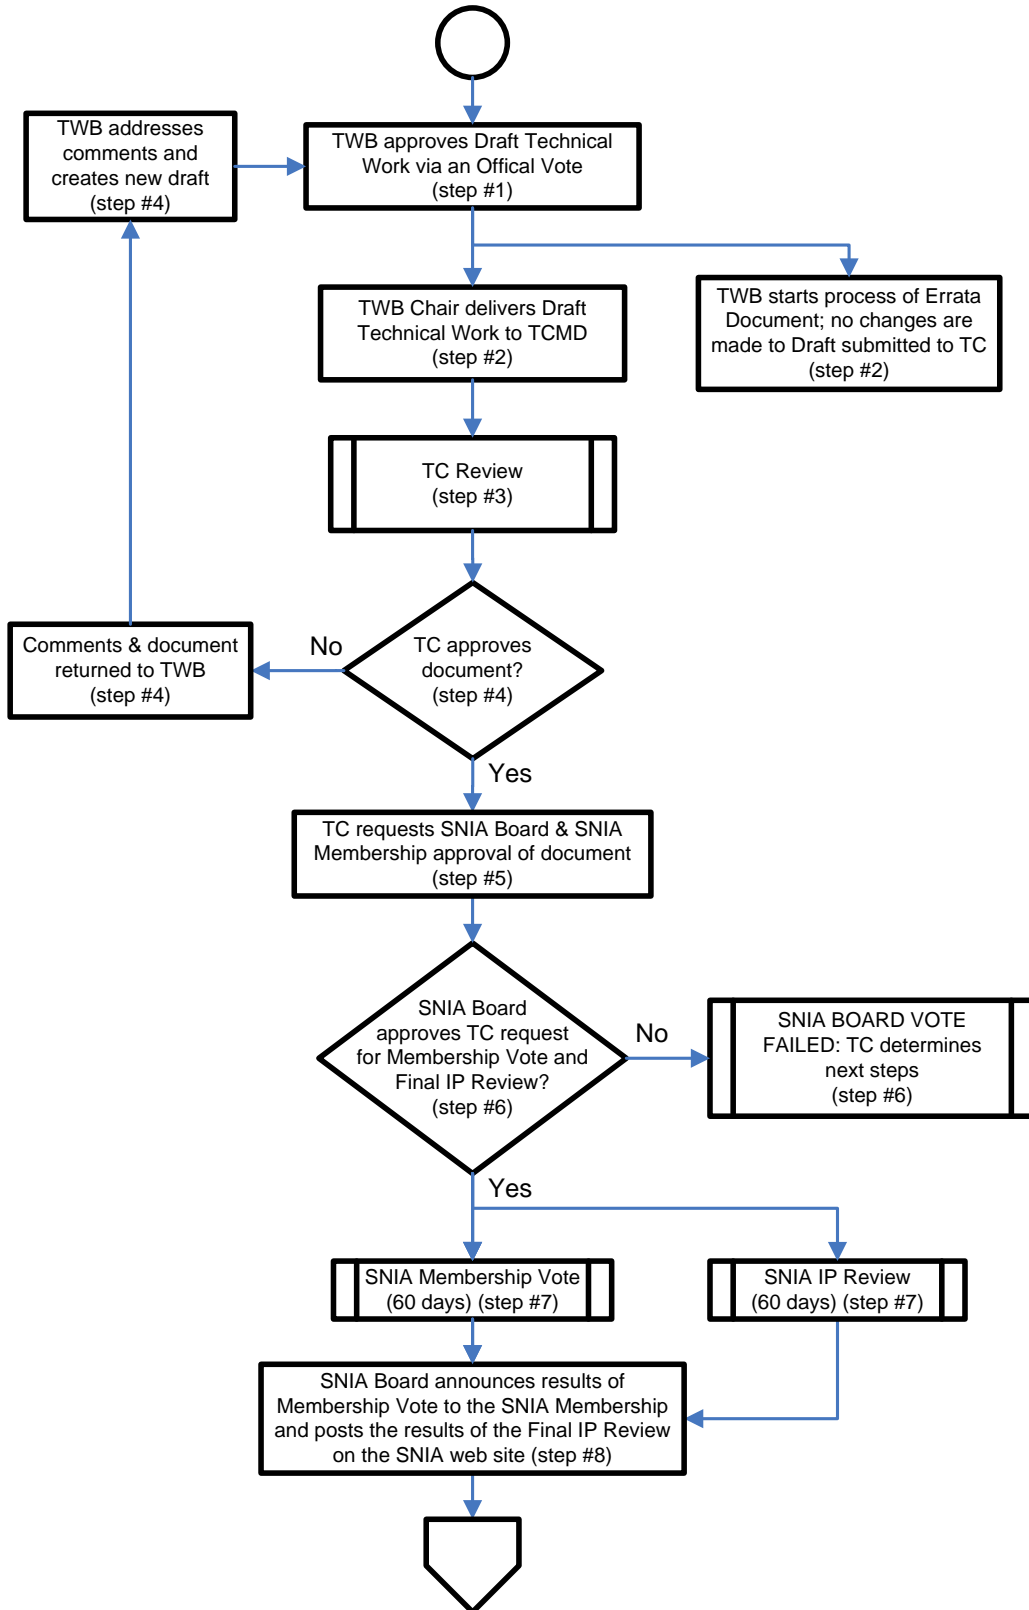 TWB addresses
comments and
creates new draft
(step #4)
TWB approves Draft Technical
Work via an Offical Vote
(step #1)
TWB Chair delivers Draft
Technical Work to TCMD
(step #2)
TWB starts process of Errata
Document; no changes are
made to Draft submitted to TC
(step #2)
TC Review
(step #3)
TC approves
document?
(step #4)
No
Comments & document
returned to TWB
(step #4)
Yes
TC requests SNIA Board & SNIA
Membership approval of document
(step #5)
SNIA Board
approves TC request
for Membership Vote and
Final IP Review?
(step #6)
No
SNIA BOARD VOTE
FAILED: TC determines
next steps
(step #6)
Yes
SNIA Membership Vote
(60 days) (step #7)
SNIA IP Review
(60 days) (step #7)
SNIA Board announces results of
Membership Vote to the SNIA Membership
and posts the results of the Final IP Review
on the SNIA web site (step #8)